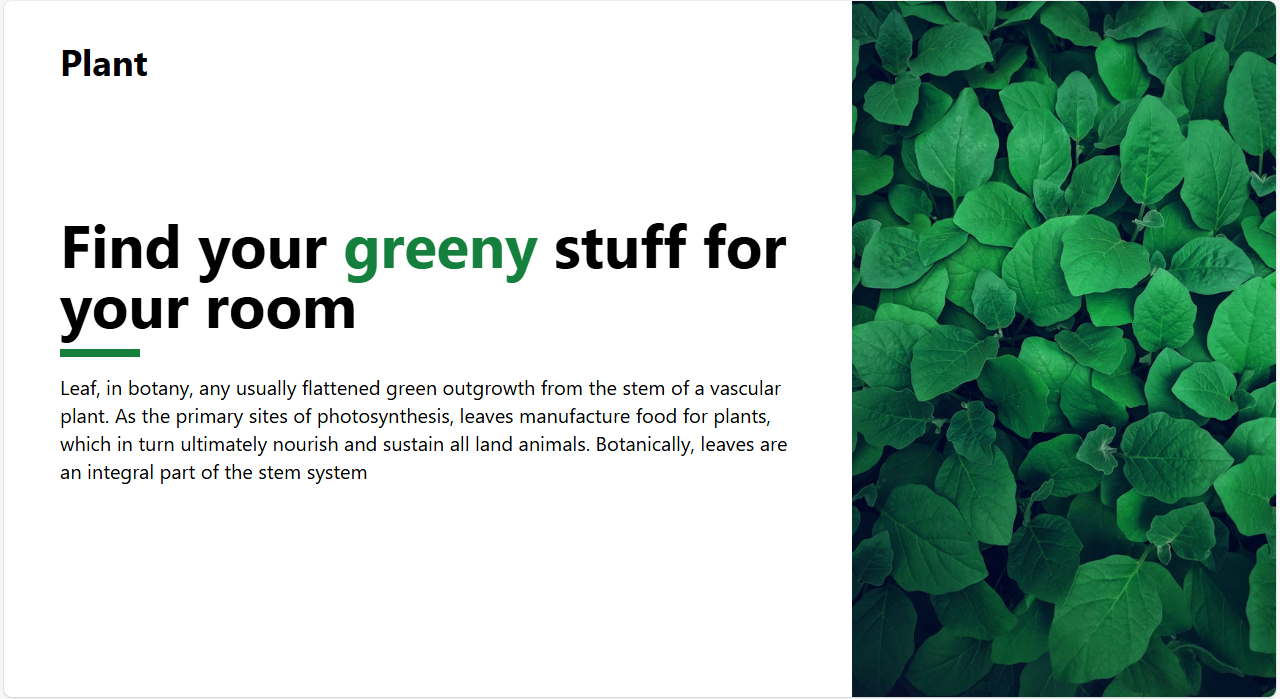 Plant
Find your greeny stuff for
your room
Leaf, in botany, any usually flattened green outgrowth from the stem of a vascular
plant. As the primary sites of photosynthesis, leaves manufacture food for plants,
which in turn ultimately nourish and sustain all land animals. Botanically, leaves are
an integral part of the stem system